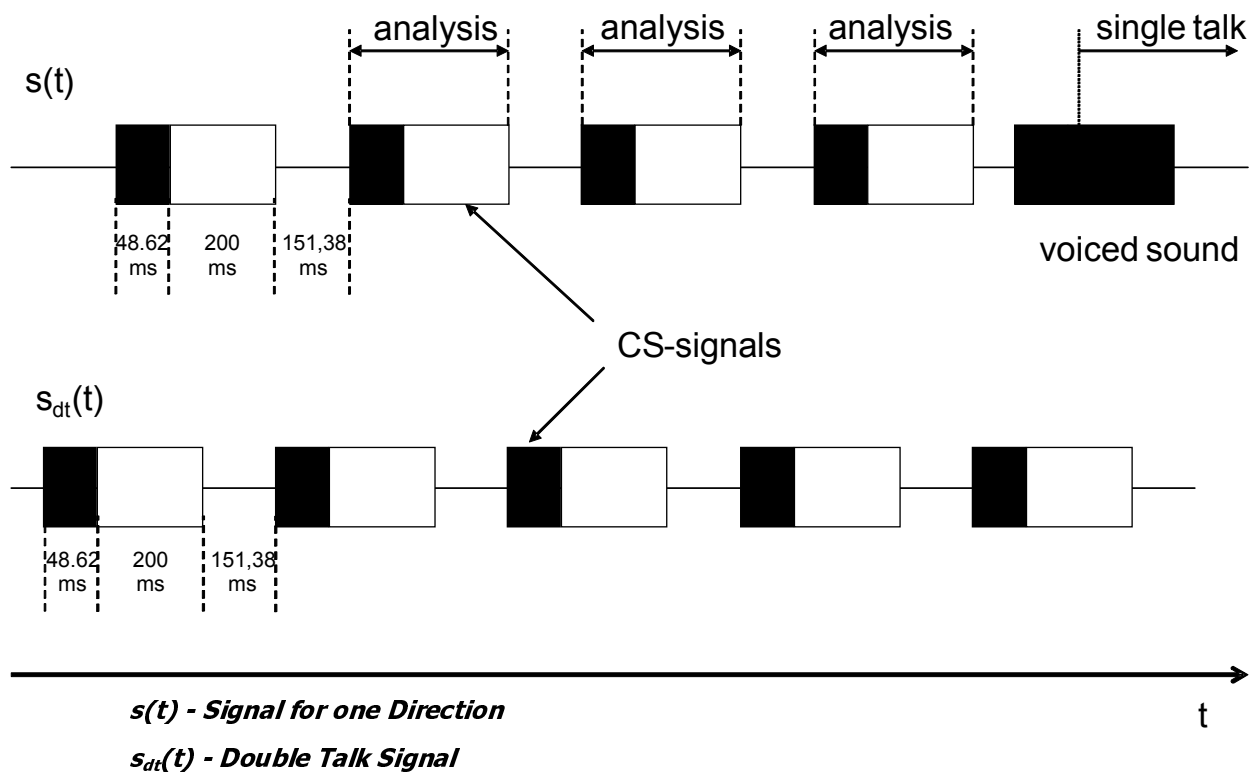 analysis analysis analysis single talk
s(t)
48.62 200 151,38
ms ms ms
voiced sound
CS-signals
sdt(t)
48.62 200 151,38
ms ms ms
t
s(t) - Signal for one Direction
sdt(t) - Double Talk Signal